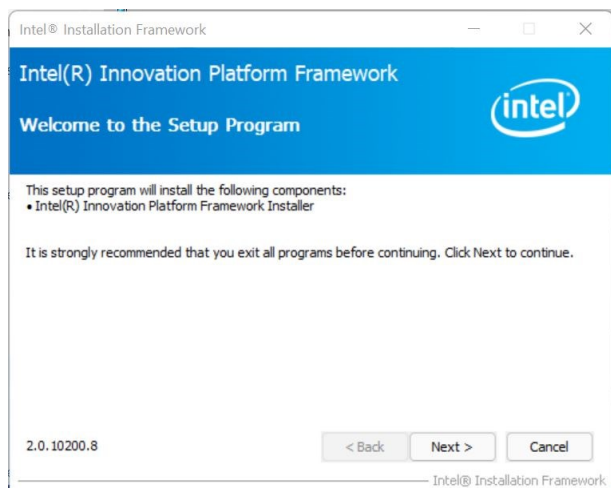 Intel® Installation Framework
Intel(R) Innovation Platform Framework
Welcome to the Setup Program
intel
This setup program will install the following components:
• Intel(R) Innovation Platform Framework Installer
It is strongly recommended that you exit all programs before continuing. Click Next to continue.
2.0.10200.8
< Back
Next >
Cancel
Intel® Installation Framework